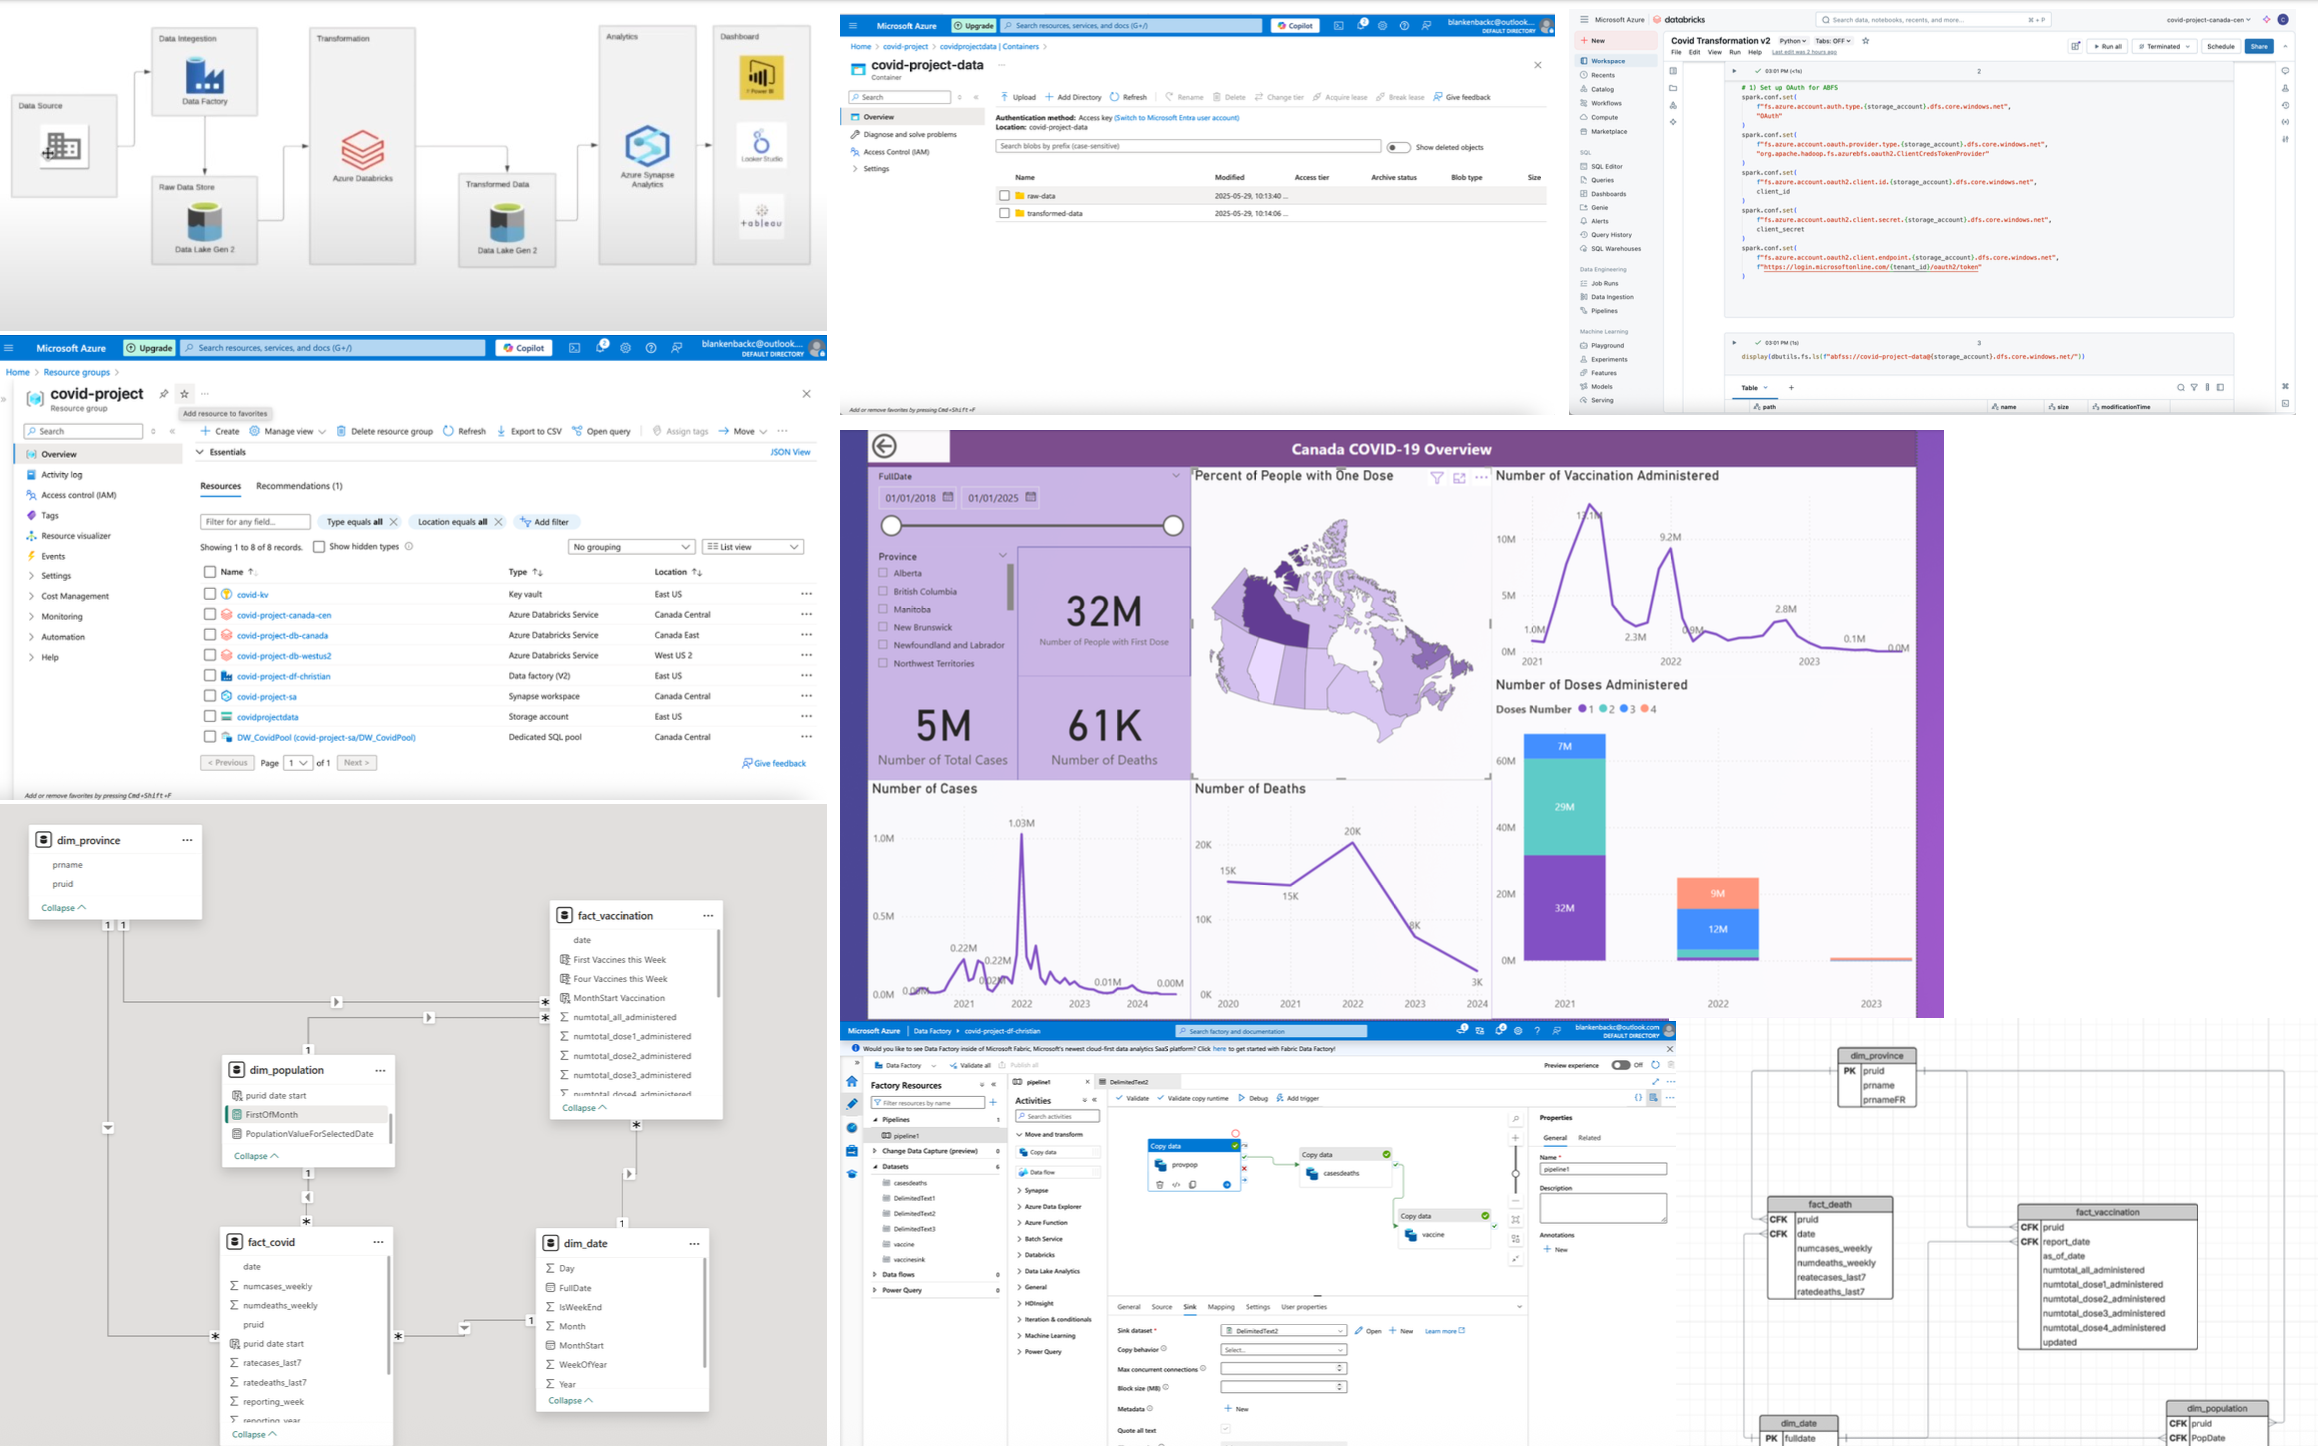 Data Source
Data Integestion
Data Factory
Raw Data Store
Data Lake Gen 2
Transformation
Azure Databricks
Transformed Data
Data Lake Gen 2
Analytics
Azure Synapse
Analytics
Dashboard
Power BI
Looker Studio
+ableau
Microsoft Azure
Upgrade
Search resources, services, and docs (G+/)
Copilot
2
blankenbackc@outlook....
DEFAULT DIRECTORY
Home > covid-project > covidprojectdata | Containers >
covid-project-data
Container
Search
Overview
Diagnose and solve problems
Access Control (IAM)
Settings
Upload
Add Directory
Refresh
Rename
Delete
Change tier
Acquire lease
Break lease
Give feedback
Authentication method: Access key (Switch to Microsoft Entra user account)
Location: covid-project-data
Search blobs by prefix (case-sensitive)
Show deleted objects
Name Modified Access tier Archive status Blob type Size
raw-data 2025-05-29, 10:13:40 ...
transformed-data 2025-05-29, 10:14:06 ...
Add or remove favorites by pressing Cmd+Shift+F
Microsoft Azure databricks
Search data, notebooks, recents, and more...
⌘ + P
covid-project-canada-cen
C
New
Workspace
Recents
Catalog
Workflows
Compute
Marketplace
SQL
SQL Editor
Queries
Dashboards
Genie
Alerts
Query History
SQL Warehouses
Data Engineering
Job Runs
Data Ingestion
Pipelines
Machine Learning
Playground
Experiments
Features
Models
Serving
Covid Transformation v2 Python Tabs: OFF
File Edit View Run Help Last edit was 2 hours ago
Run all
Terminated
Schedule
Share
03:01 PM (<1s) 2
# 1) Set up OAuth for ABFS
spark.conf.set(
f"fs.azure.account.auth.type.{storage_account}.dfs.core.windows.net",
"OAuth"
)
spark.conf.set(
f"fs.azure.account.oauth.provider.type.{storage_account}.dfs.core.windows.net",
"org.apache.hadoop.fs.azurebfs.oauth2.ClientCredsTokenProvider"
)
spark.conf.set(
f"fs.azure.account.oauth2.client.id.{storage_account}.dfs.core.windows.net",
client_id
)
spark.conf.set(
f"fs.azure.account.oauth2.client.secret.{storage_account}.dfs.core.windows.net",
client_secret
)
spark.conf.set(
f"fs.azure.account.oauth2.client.endpoint.{storage_account}.dfs.core.windows.net",
f"https://login.microsoftonline.com/{tenant_id}/oauth2/token"
)
03:01 PM (1s) 3
display(dbutils.fs.ls(f"abfss://covid-project-data@{storage_account}.dfs.core.windows.net/"))
Table +
path name size modificationTime
Microsoft Azure
Upgrade
Search resources, services, and docs (G+/)
Copilot
2
blankenbackc@outlook....
DEFAULT DIRECTORY
Home > Resource groups >
covid-project
Resource group
Add resource to favorites
Search
Create
Manage view
Delete resource group
Refresh
Export to CSV
Open query
Assign tags
Move
Overview
Activity log
Access control (IAM)
Tags
Resource visualizer
Events
Settings
Cost Management
Monitoring
Automation
Help
Essentials
JSON View
Resources Recommendations (1)
Filter for any field...
Type equals all
Location equals all
Add filter
Showing 1 to 8 of 8 records.
Show hidden types
No grouping
List view
Name Type Location
covid-kv Key vault East US
covid-project-canada-cen Azure Databricks Service Canada Central
covid-project-db-canada Azure Databricks Service Canada East
covid-project-db-westus2 Azure Databricks Service West US 2
covid-project-df-christian Data factory (V2) East US
covid-project-sa Synapse workspace Canada Central
covidprojectdata Storage account East US
DW_CovidPool (covid-project-sa/DW_CovidPool) Dedicated SQL pool Canada Central
< Previous Page 1 of 1 Next >
Give feedback
Add or remove favorites by pressing Cmd+Shift+F
Canada COVID-19 Overview
FullDate
01/01/2018 01/01/2025
Province
Alberta
British Columbia
Manitoba
New Brunswick
Newfoundland and Labrador
Northwest Territories
32M
Number of People with First Dose
5M
Number of Total Cases
61K
Number of Deaths
Percent of People with One Dose
Number of Vaccination Administered
10M
5M
0M
1.0M
13.1M
2.3M
9.2M
0.9M
2.8M
0.1M
0.0M
2021 2022 2023
Number of Doses Administered
Doses Number 1 2 3 4
60M
40M
20M
0M
7M
29M
32M
9M
12M
2021 2022 2023
Number of Cases
1.0M
0.5M
0.0M
0.22M
0.22M
0.02M
1.03M
0.01M
0.00M
2021 2022 2023 2024
Number of Deaths
20K
10K
0K
15K
15K
20K
8K
3K
2020 2021 2022 2023 2024
dim_province
prname
pruid
Collapse
1 1
fact_vaccination
date
First Vaccines this Week
Four Vaccines this Week
MonthStart Vaccination
numtotal_all_administered
numtotal_dose1_administered
numtotal_dose2_administered
numtotal_dose3_administered
numtotal_dose4_administered
Collapse
1
dim_population
purid date start
FirstOfMonth
PopulationValueForSelectedDate
Collapse
1
fact_covid
date
numcases_weekly
numdeaths_weekly
pruid
purid date start
ratecases_last7
ratedeaths_last7
reporting_week
reporting_year
Collapse
1
1
dim_date
Day
FullDate
IsWeekEnd
Month
MonthStart
WeekOfYear
Year
Collapse
Microsoft Azure Data Factory covid-project-df-christian
Search factory and documentation
blankenbackc@outlook.com
DEFAULT DIRECTORY
Would you like to see Data Factory inside of Microsoft Fabric, Microsoft's newest cloud-first data analytics SaaS platform? Click here to get started with Fabric Data Factory!
Data Factory
Validate all
Publish all
Preview experience Off
Factory Resources
Filter resources by name
Pipelines 1
pipeline1
Change Data Capture (preview) 0
Datasets 6
casesdeaths
DelimitedText1
DelimitedText2
DelimitedText3
vaccine
vaccinesink
Data flows 0
Power Query 0
pipeline1
DelimitedText2
Activities
Search activities
Move and transform
Copy data
Data flow
Synapse
Azure Data Explorer
Azure Function
Batch Service
Databricks
Data Lake Analytics
General
HDInsight
Iteration & conditionals
Machine Learning
Power Query
Validate
Validate copy runtime
Debug
Add trigger
Copy data
provpop
Copy data
casesdeaths
Copy data
vaccine
General Source Sink Mapping Settings User properties
Sink dataset * DelimitedText2 Open New Learn more
Copy behavior Select...
Max concurrent connections
Block size (MB)
Metadata New
Quote all text
Properties
General Related
Name *
pipeline1
Description
Annotations
New
dim_province
PK pruid
prname
prnameFR
fact_death
CFK pruid
CFK date
numcases_weekly
numdeaths_weekly
reatecases_last7
ratedeaths_last7
fact_vaccination
CFK pruid
CFK report_date
as_of_date
numtotal_all_administered
numtotal_dose1_administered
numtotal_dose2_administered
numtotal_dose3_administered
numtotal_dose4_administered
updated
dim_date
PK fulldate
dim_population
CFK pruid
CFK PopDate